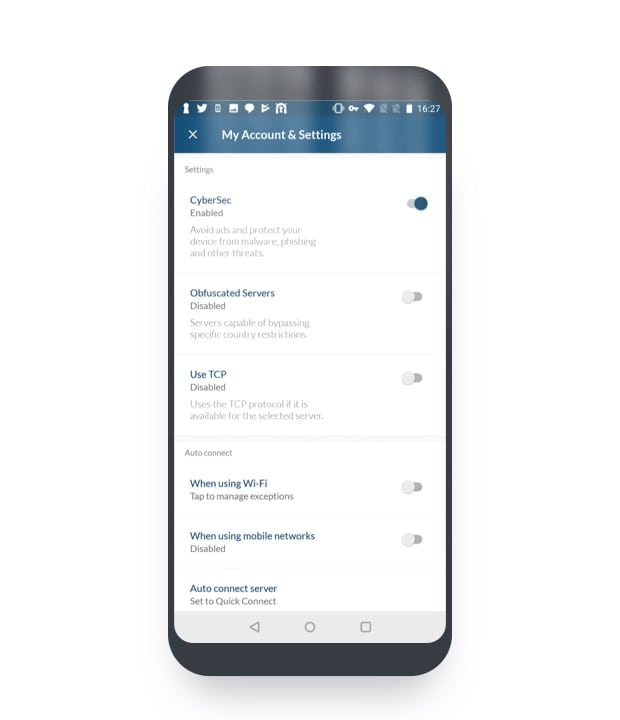 16:27
My Account & Settings
Settings
CyberSec
Enabled
Avoid ads and protect your
device from malware, phishing
and other threats.
Obfuscated Servers
Disabled
Servers capable of bypassing
specific country restrictions.
Use TCP
Disabled
Uses the TCP protocol if it is
available for the selected server.
Auto connect
When using Wi-Fi
Tap to manage exceptions
When using mobile networks
Disabled
Auto connect server
Set to Quick Connect